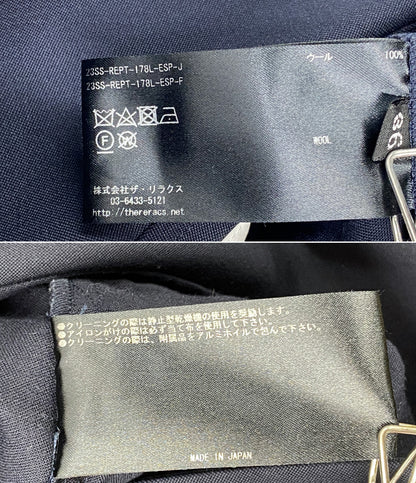 23SS-REPT-178L-ESP-J
23SS-REPT-178L-ESP-F
ウール 100%
WOOL
F W
株式会社ザ・リラクス
03-6433-5121
http://thereracs.net
36
●クリーニングの際は静止型乾燥機の使用を奨励します。
●アイロンがけの際は必ず当て布を使用して下さい。
●クリーニングの際は、附属品をアルミホイルで包んで下さい。
MADE IN JAPAN